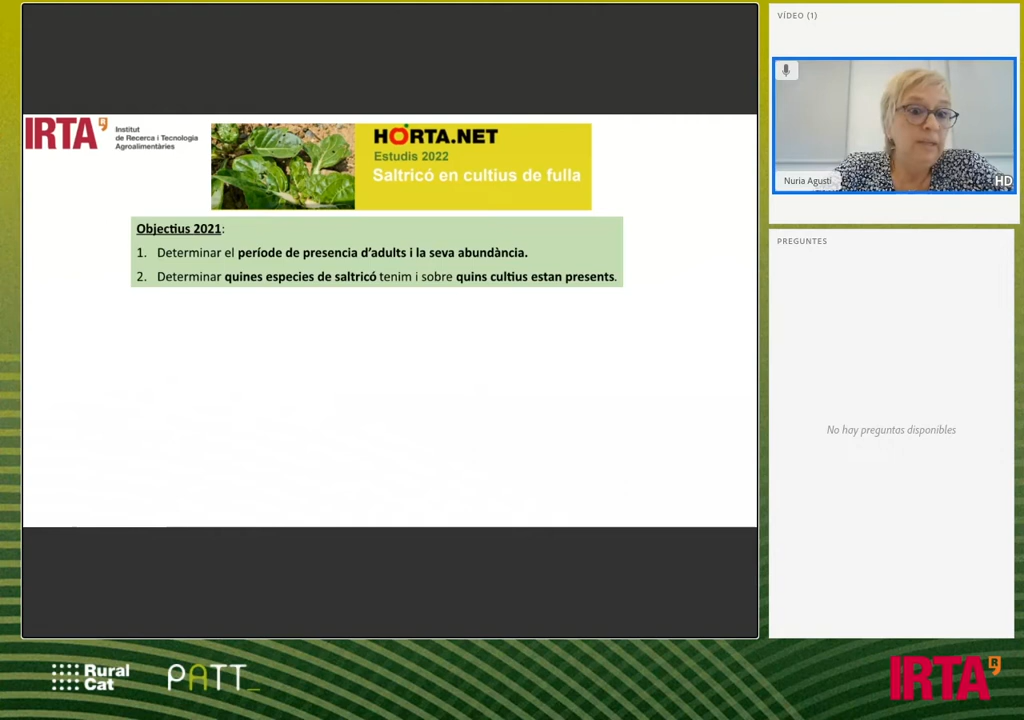 IRTA
Institut
de Recerca i Tecnologia
Agroalimentàries
HORTA.NET
Estudis 2022
Saltricó en cultius de fulla
Objectius 2021:
1. Determinar el període de presencia d'adults i la seva abundància.
2. Determinar quines especies de saltricó tenim i sobre quins cultius estan presents.
VÍDEO (1)
Nuria Agustí
HD
PREGUNTES
No hay preguntas disponibles
Rural
Cat
PATT_
IRTA